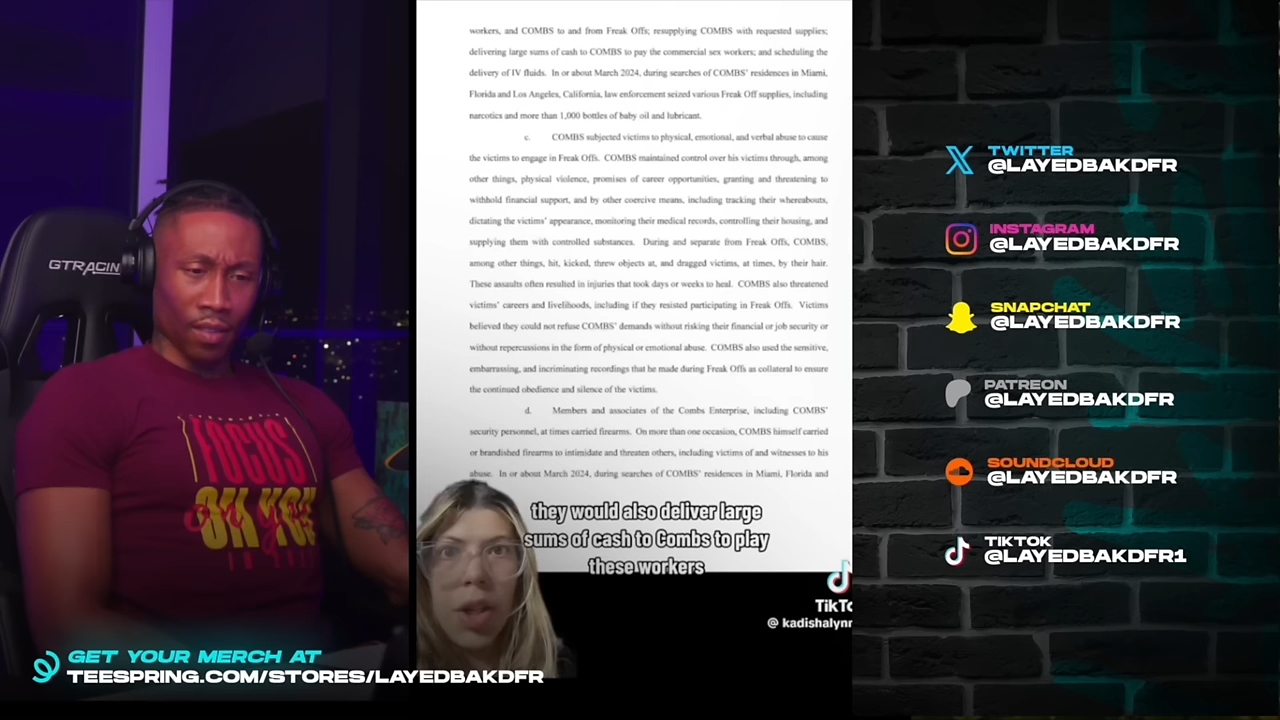 workers, and COMBS to and from Freak Offs; resupplying COMBS with requested supplies;
delivering large sums of cash to COMBS to pay the commercial sex workers; and scheduling the
delivery of IV fluids. In or about March 2024, during searches of COMBS' residences in Miami,
Florida and Los Angeles, California, law enforcement seized various Freak Off supplies, including
narcotics and more than 1,000 bottles of baby oil and lubricant.
c. COMBS subjected victims to physical, emotional, and verbal abuse to cause
the victims to engage in Freak Offs. COMBS maintained control over his victims through, among
other things, physical violence, promises of career opportunities, granting and threatening to
withhold financial support, and by other coercive means, including tracking their whereabouts,
dictating the victims' appearance, monitoring their medical records, controlling their housing, and
supplying them with controlled substances. During and separate from Freak Offs, COMBS,
among other things, hit, kicked, threw objects at, and dragged victims, at times, by their hair.
These assaults often resulted in injuries that took days or weeks to heal. COMBS also threatened
victims' careers and livelihoods, including if they resisted participating in Freak Offs. Victims
believed they could not refuse COMBS' demands without risking their financial or job security or
without repercussions in the form of physical or emotional abuse. COMBS also used the sensitive,
embarrassing, and incriminating recordings that he made during Freak Offs as collateral to ensure
the continued obedience and silence of the victims.
d. Members and associates of the Combs Enterprise, including COMBS'
security personnel, at times carried firearms. On more than one occasion, COMBS himself carried
or brandished firearms to intimidate and threaten others, including victims of and witnesses to his
abuse. In or about March 2024, during searches of COMBS' residences in Miami, Florida and
they would also deliver large
sums of cash to Combs to play
these workers
TikTo
@ kadishalynn
GTRACIN
FOCUS
ON YOU
GET YOUR MERCH AT
TEESPRING.COM/STORES/LAYEDBAKDFR
TWITTER
@LAYEDBAKDFR
INSTAGRAM
@LAYEDBAKDFR
SNAPCHAT
@LAYEDBAKDFR
PATREON
@LAYEDBAKDFR
SOUNDCLOUD
@LAYEDBAKDFR
TIKTOK
@LAYEDBAKDFR1